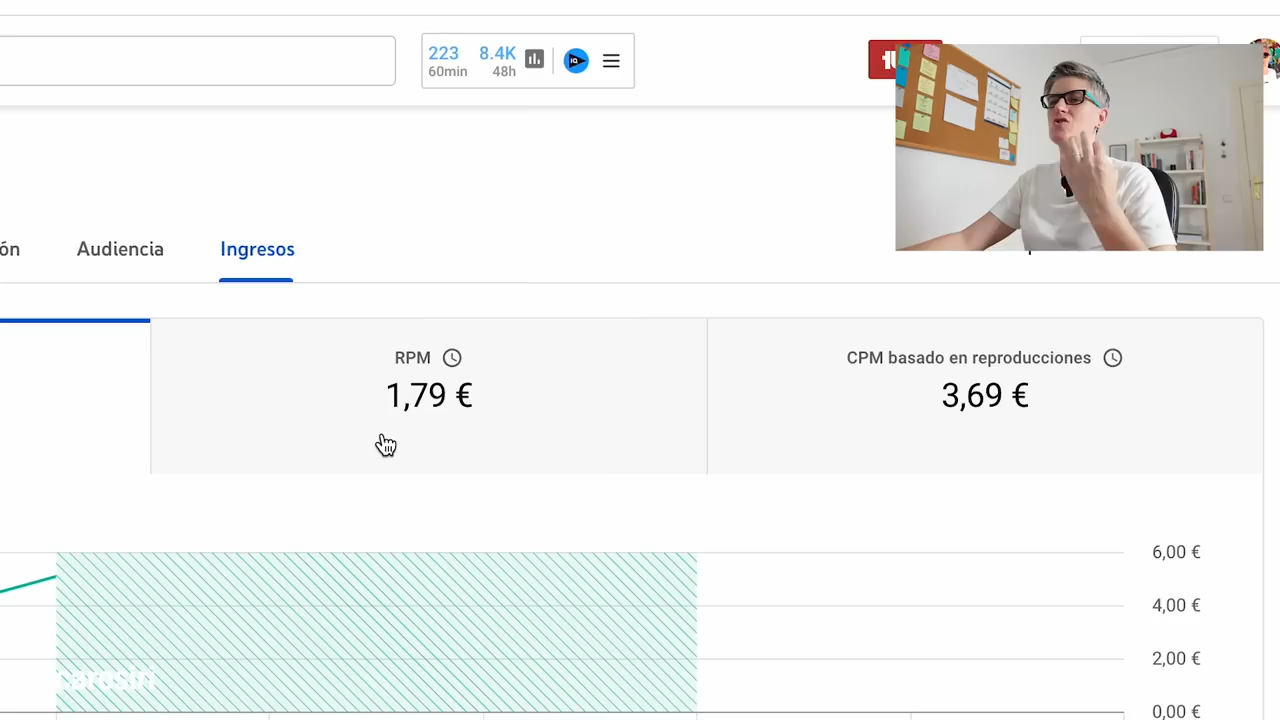 223 8.4K
60min 48h
ón Audiencia Ingresos
RPM CPM basado en reproducciones
1,79 € 3,69 €
6,00 €
4,00 €
2,00 €
0,00 €
carosiri